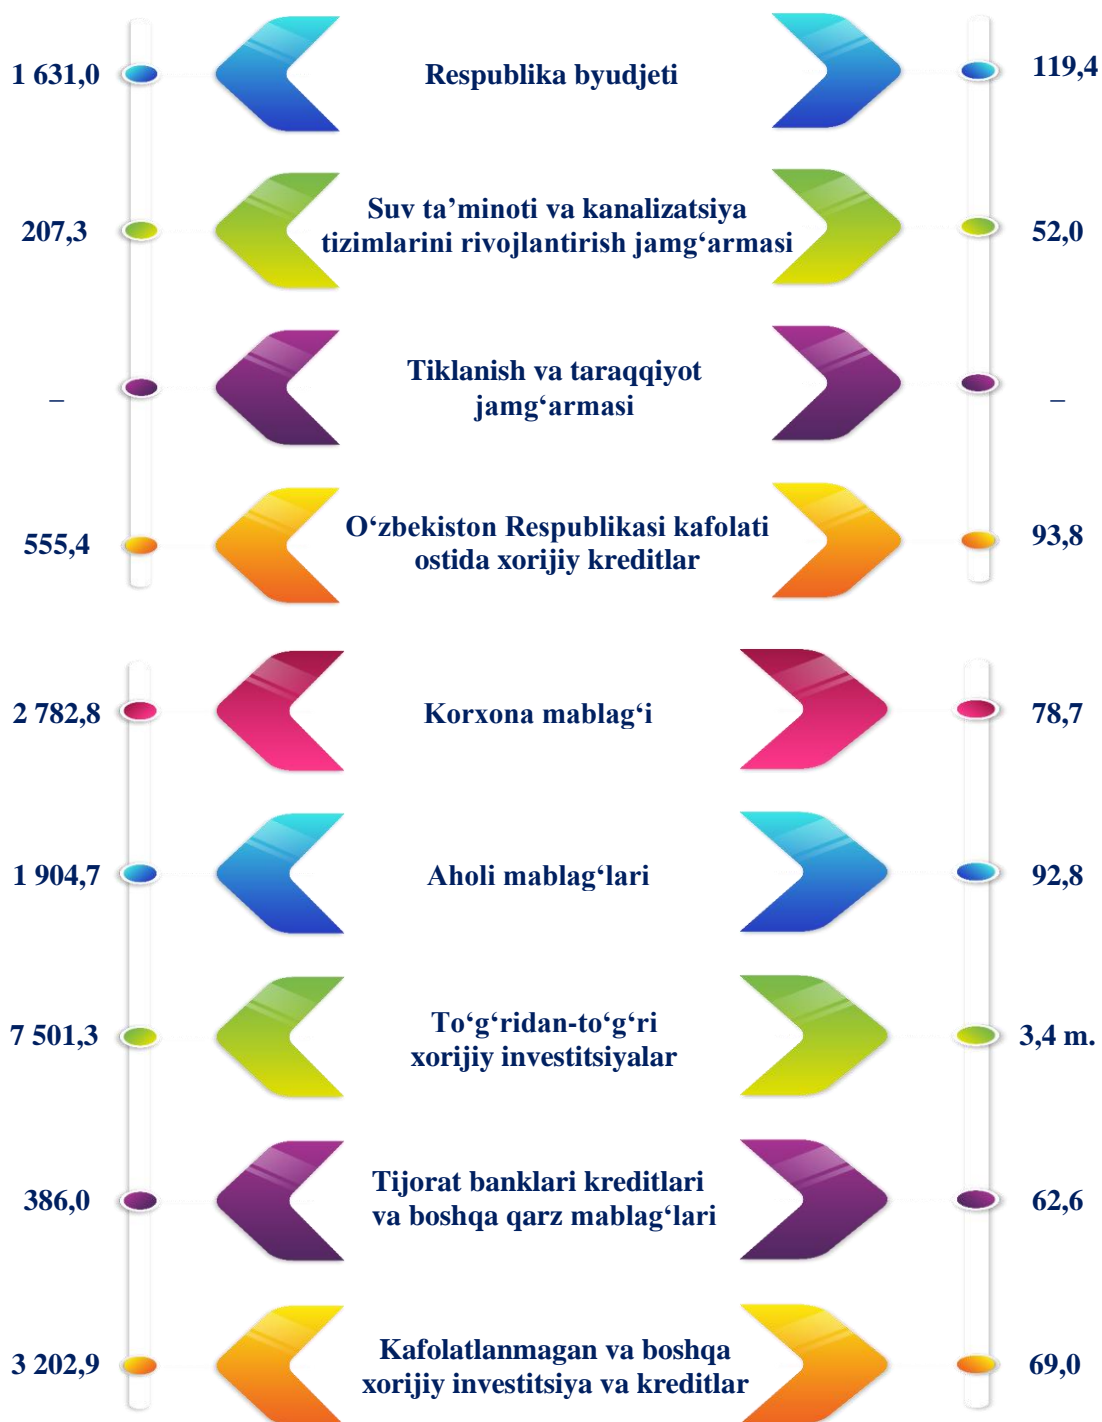 1 631,0 Respublika byudjeti 119,4
Suv ta’minoti va kanalizatsiya
207,3 tizimlarini rivojlantirish jamg‘armasi 52,0
Tiklanish va taraqqiyot
– jamg‘armasi –
O‘zbekiston Respublikasi kafolati
555,4 ostida xorijiy kreditlar 93,8
2 782,8 Korxona mablag‘i 78,7
1 904,7 Aholi mablag‘lari 92,8
To‘g‘ridan-to‘g‘ri
7 501,3 xorijiy investitsiyalar 3,4 m.
Tijorat banklari kreditlari
386,0 va boshqa qarz mablag‘lari 62,6
Kafolatlanmagan va boshqa
3 202,9 xorijiy investitsiya va kreditlar 69,0